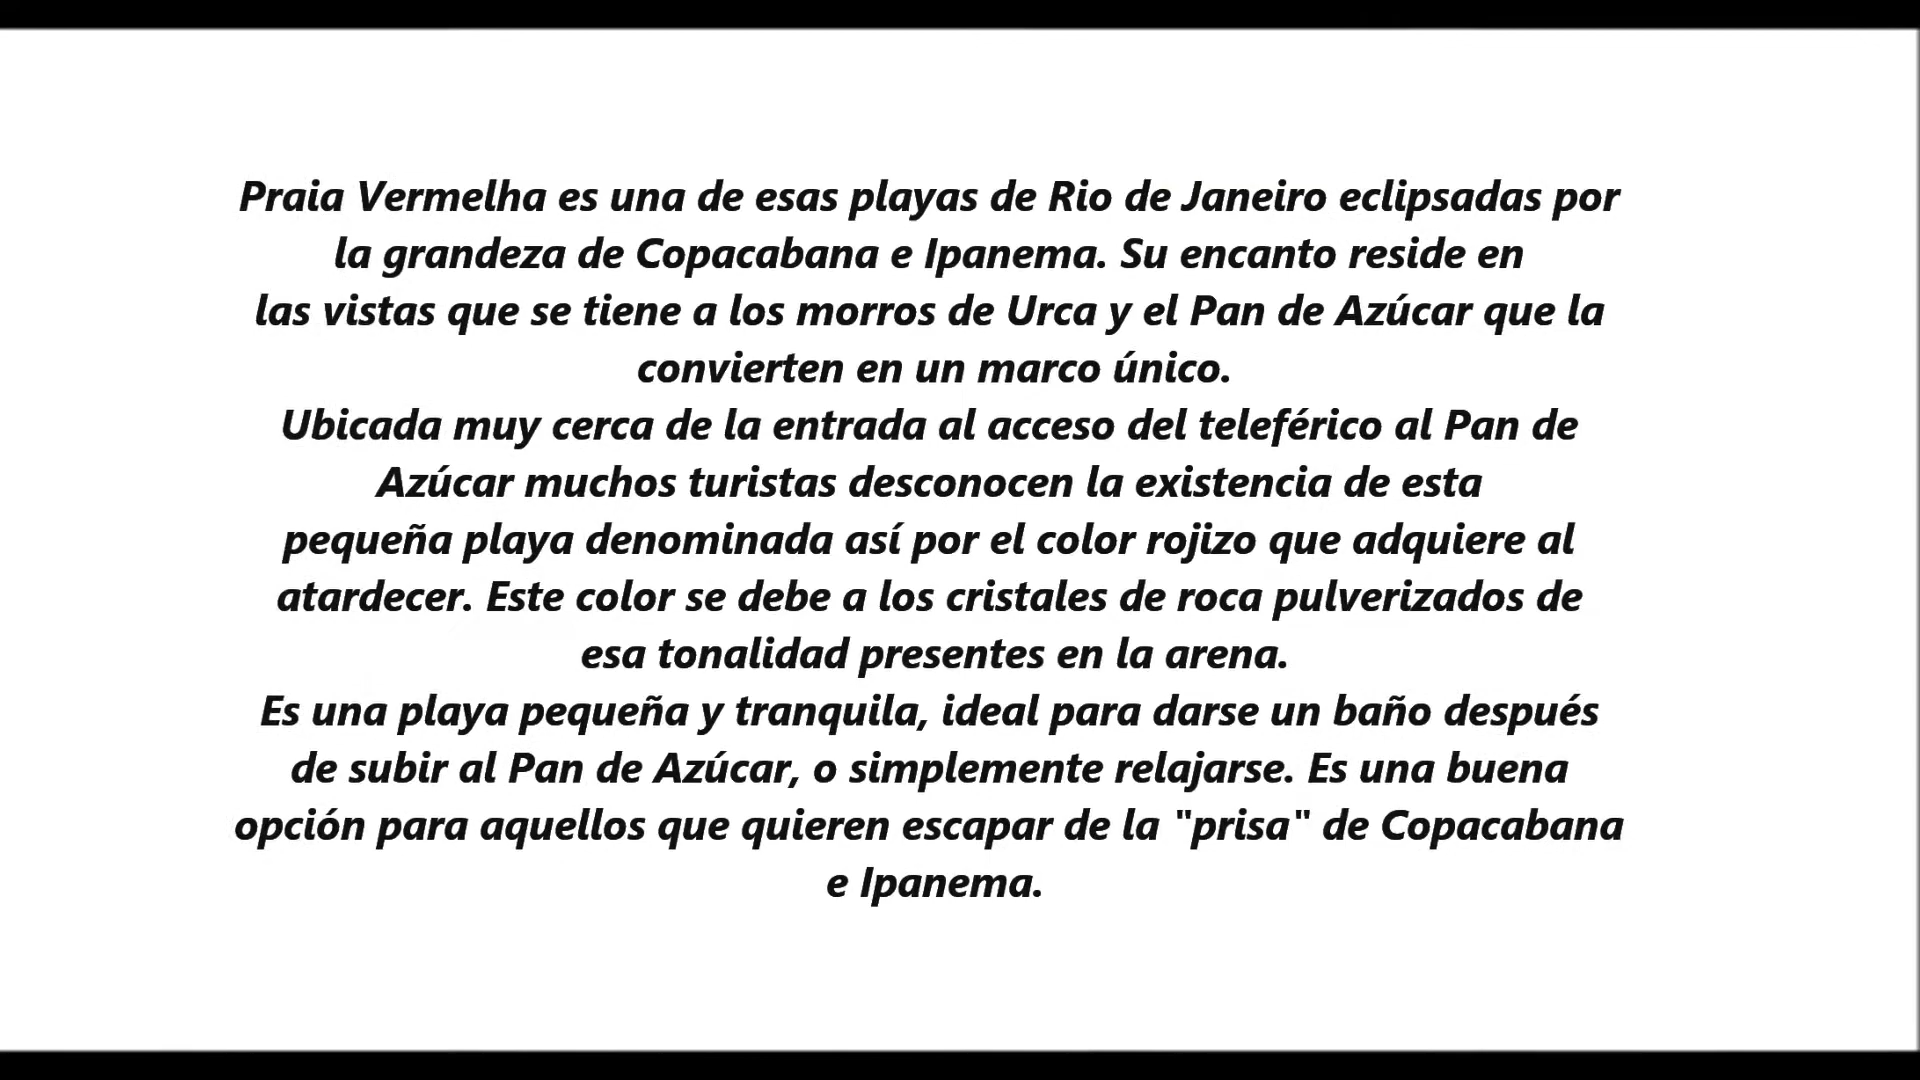 Praia Vermelha es una de esas playas de Rio de Janeiro eclipsadas por
la grandeza de Copacabana e Ipanema. Su encanto reside en
las vistas que se tiene a los morros de Urca y el Pan de Azúcar que la
convierten en un marco único.
Ubicada muy cerca de la entrada al acceso del teleférico al Pan de
Azúcar muchos turistas desconocen la existencia de esta
pequeña playa denominada así por el color rojizo que adquiere al
atardecer. Este color se debe a los cristales de roca pulverizados de
esa tonalidad presentes en la arena.
Es una playa pequeña y tranquila, ideal para darse un baño después
de subir al Pan de Azúcar, o simplemente relajarse. Es una buena
opción para aquellos que quieren escapar de la "prisa" de Copacabana
e Ipanema.